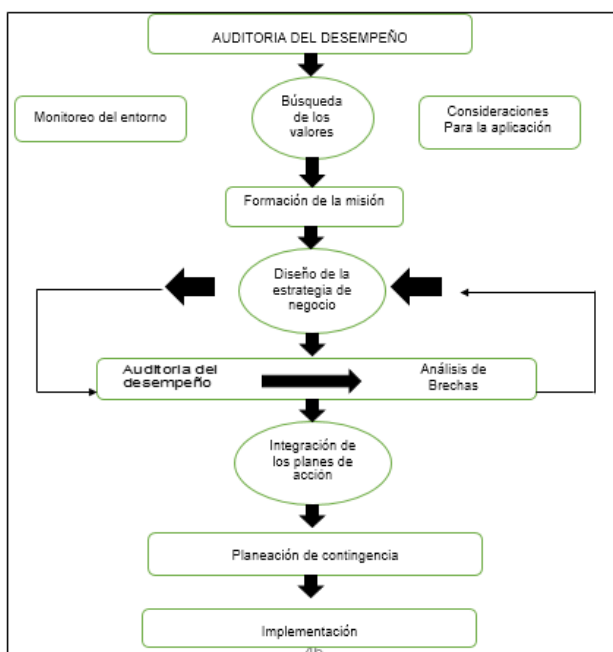 AUDITORIA DEL DESEMPEÑO
Monitoreo del entorno
Búsqueda
de los
valores
Consideraciones
Para la aplicación
Formación de la misión
Diseño de la
estrategia de
negocio
Auditoria del
desempeño
Análisis de
Brechas
Integración de
los planes de
acción
Planeación de contingencia
Implementación